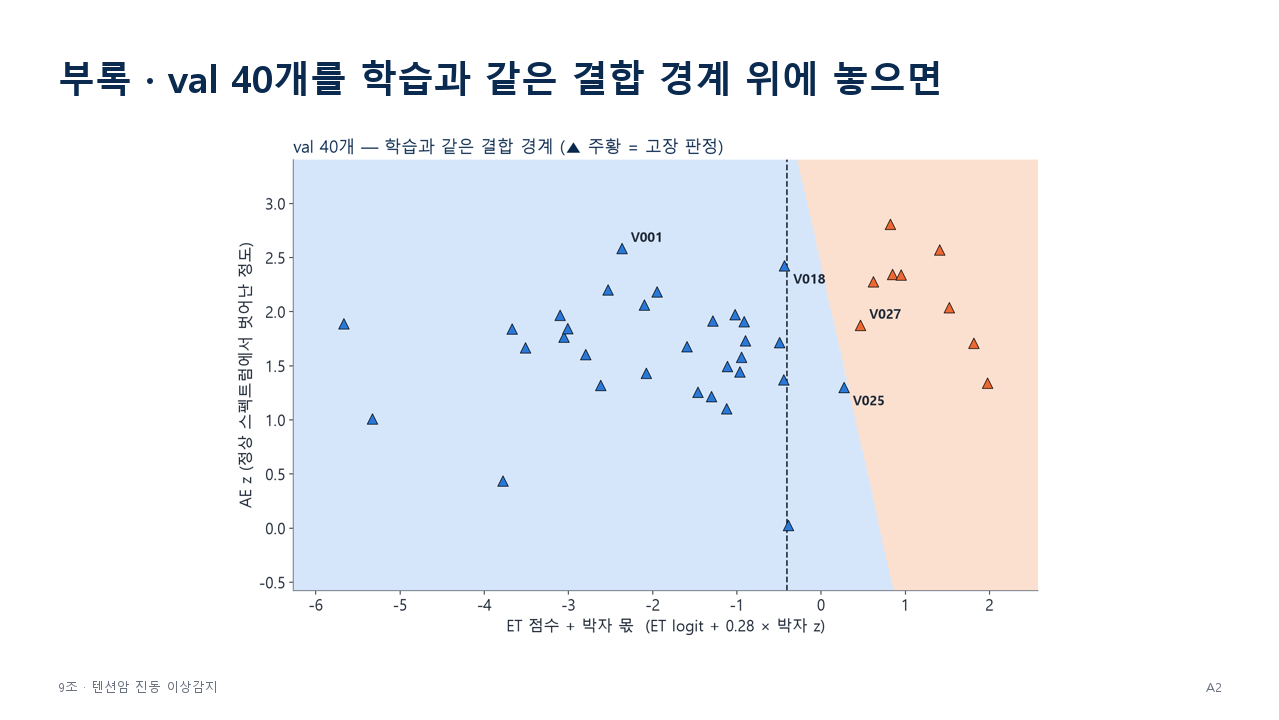 부록 · val 40개를 학습과 같은 결합 경계 위에 놓으면
val 40개 — 학습과 같은 결합 경계 (▲ 주황 = 고장 판정)
AE z (정상 스펙트럼에서 벗어난 정도)
3.0
2.5
2.0
1.5
1.0
0.5
0.0
-0.5
V001
V018
V027
V025
-6 -5 -4 -3 -2 -1 0 1 2
ET 점수 + 박자 몫 (ET logit + 0.28 × 박자 z)
9조 · 텐션암 진동 이상감지
A2